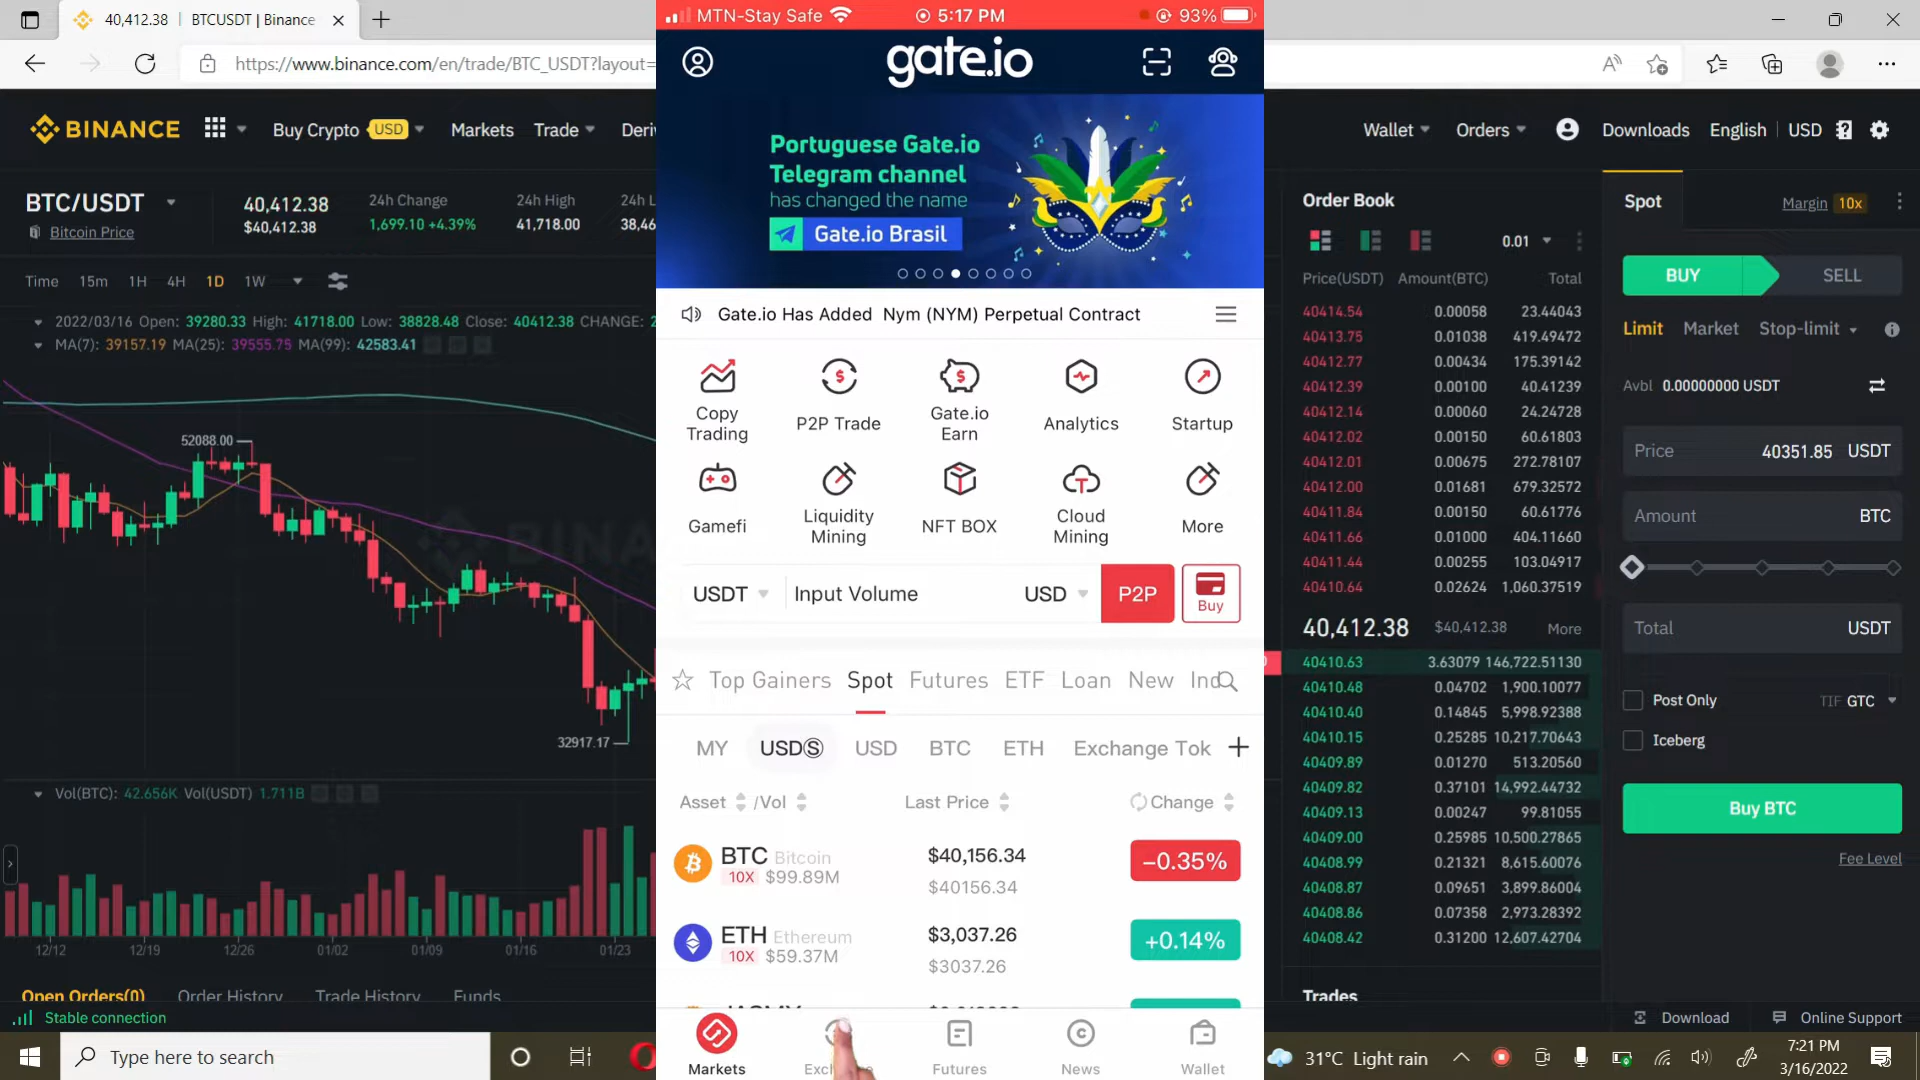 40,412.38 | BTCUSDT | Binance
https://www.binance.com/en/trade/BTC_USDT?layout=
BINANCE
Buy Crypto USD
Markets
Trade
BTC/USDT
Bitcoin Price
40,412.38
$40,412.38
24h Change
1,699.10 +4.39%
24h High
41,718.00
38,46
Time 15m 1H 4H 1D 1W
2022/03/16 Open: 39280.33 High: 41718.00 Low: 38828.48 Close: 40412.38 CHANGE: 2
MA(7): 39157.19 MA(25): 39555.75 MA(99): 42583.41
52088.00
32917.17
Vol(BTC): 42.656K Vol(USDT) 1.711B
12/12 12/19 12/26 01/02 01/09 01/16 01/23
Open Orders(0) Order History Trade History Funds
Stable connection
Type here to search
MTN-Stay Safe 5:17 PM 93%
gate.io
Portuguese Gate.io
Telegram channel
has changed the name
Gate.io Brasil
Gate.io Has Added Nym (NYM) Perpetual Contract
Copy Trading
P2P Trade
Gate.io Earn
Analytics
Startup
Gamefi
Liquidity Mining
NFT BOX
Cloud Mining
More
USDT Input Volume USD P2P Buy
Top Gainers Spot Futures ETF Loan New
MY USDⓈ USD BTC ETH Exchange Tok
Asset /Vol Last Price Change
BTC Bitcoin $40,156.34 -0.35%
10X $99.89M $40156.34
ETH Ethereum $3,037.26 +0.14%
10X $59.37M $3037.26
Markets Futures News Wallet
Wallet Orders Downloads English USD
Order Book
0.01
Price(USDT) Amount(BTC) Total
40414.54 0.00058 23.44043
40413.75 0.01038 419.49472
40412.77 0.00434 175.39142
40412.39 0.00100 40.41239
40412.14 0.00060 24.24728
40412.02 0.00150 60.61803
40412.01 0.00675 272.78107
40412.00 0.01681 679.32572
40411.84 0.00150 60.61776
40411.66 0.01000 404.11660
40411.44 0.00255 103.04917
40410.64 0.02624 1,060.37519
40,412.38 $40,412.38 More
40410.63 3.63079 146,722.51130
40410.48 0.04702 1,900.10077
40410.40 0.14845 5,998.92388
40410.15 0.25285 10,217.70643
40409.89 0.01270 513.20560
40409.82 0.37101 14,992.44732
40409.13 0.00247 99.81055
40409.00 0.25985 10,500.27865
40408.99 0.21321 8,615.60076
40408.87 0.09651 3,899.86004
40408.86 0.07358 2,973.28392
40408.42 0.31200 12,607.42704
Trades
Spot
Margin 10x
BUY SELL
Limit Market Stop-limit
Avbl 0.00000000 USDT
Price 40351.85 USDT
Amount BTC
Total USDT
Post Only TIF GTC
Iceberg
Buy BTC
Fee Level
Download Online Support
31°C Light rain
7:21 PM
3/16/2022